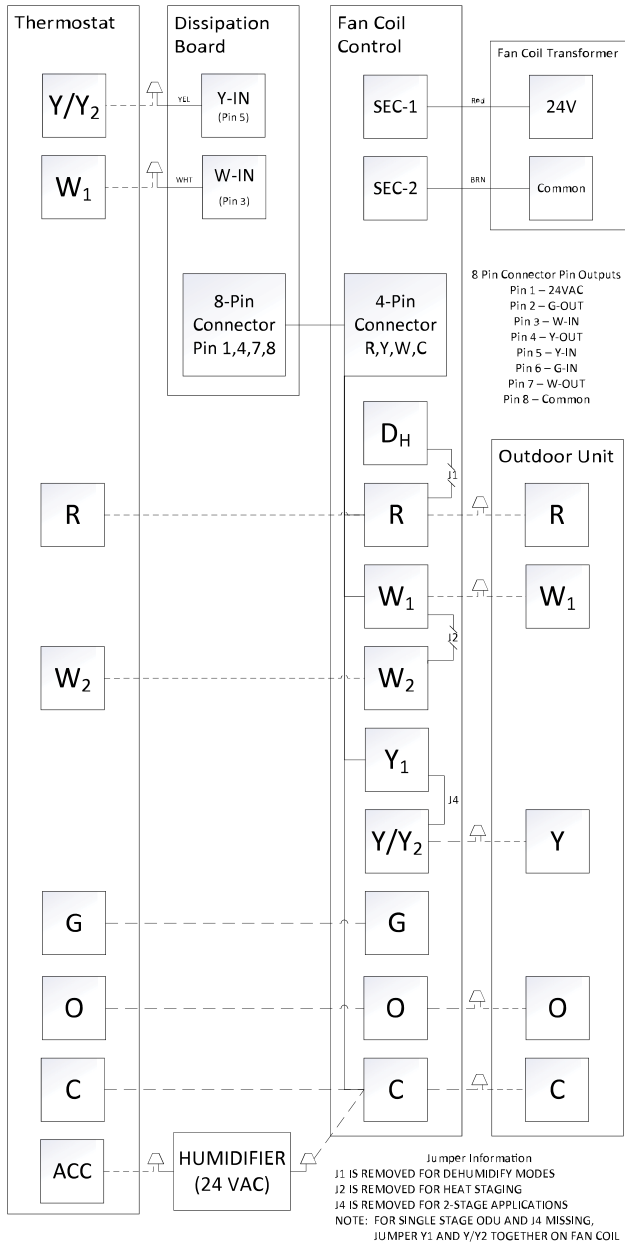 Thermostat
Dissipation
Board
Fan Coil
Control
Fan Coil Transformer
Y/Y2
YEL
Y-IN
(Pin 5)
SEC-1
Red
24V
W1
WHT
W-IN
(Pin 3)
SEC-2
BRN
Common
8-Pin
Connector
Pin 1,4,7,8
4-Pin
Connector
R,Y,W,C
8 Pin Connector Pin Outputs
Pin 1 – 24VAC
Pin 2 – G-OUT
Pin 3 – W-IN
Pin 4 – Y-OUT
Pin 5 – Y-IN
Pin 6 – G-IN
Pin 7 – W-OUT
Pin 8 – Common
DH
J1
Outdoor Unit
R
R
R
W1
W1
J2
W2
W2
Y1
J4
Y/Y2
Y
G
G
O
O
O
C
C
C
ACC
HUMIDIFIER
(24 VAC)
Jumper Information
J1 IS REMOVED FOR DEHUMIDIFY MODES
J2 IS REMOVED FOR HEAT STAGING
J4 IS REMOVED FOR 2-STAGE APPLICATIONS
NOTE: FOR SINGLE STAGE ODU AND J4 MISSING,
JUMPER Y1 AND Y/Y2 TOGETHER ON FAN COIL